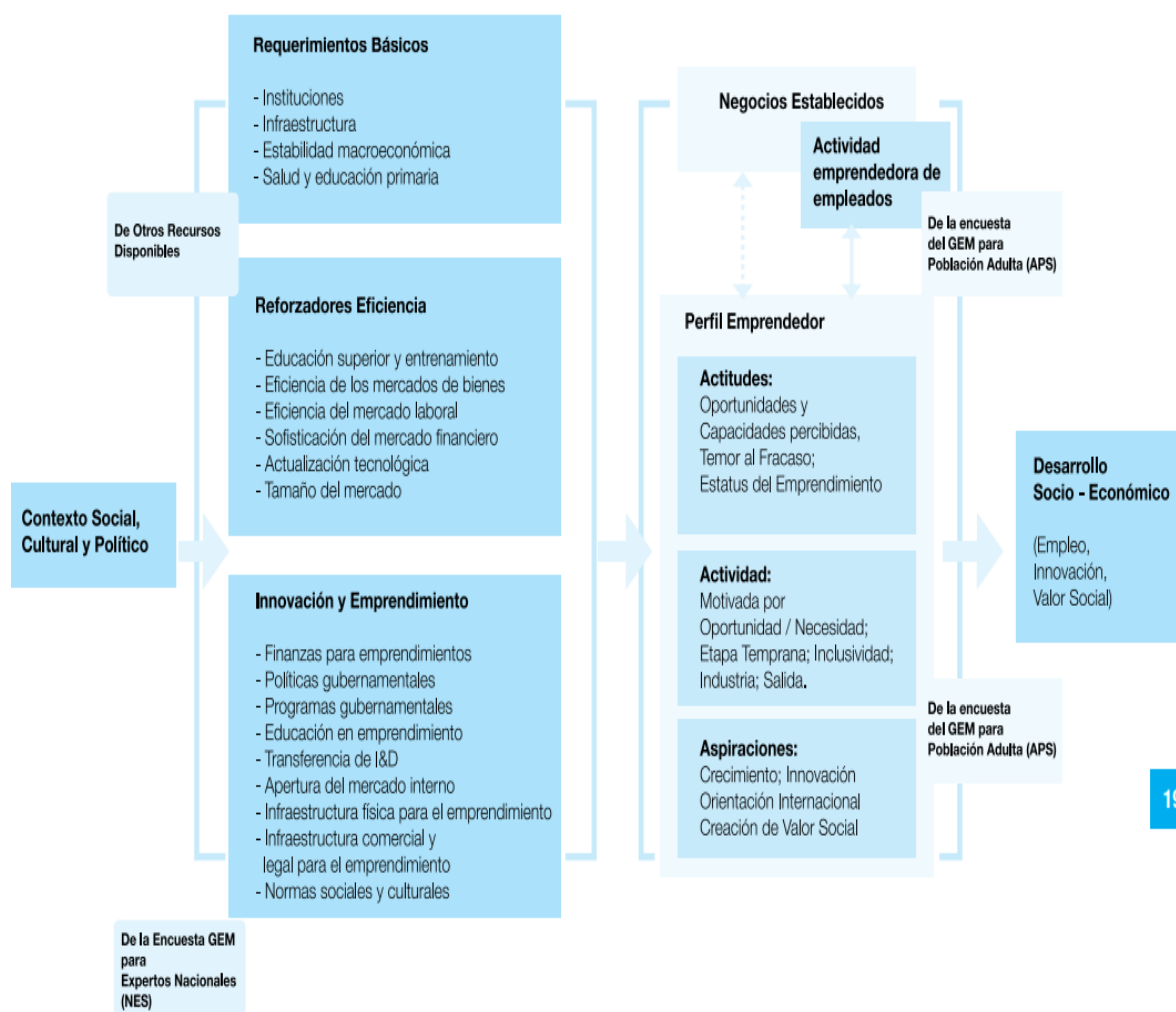 Contexto Social,
Cultural y Político
De Otros Recursos
Disponibles
Requerimientos Básicos
- Instituciones
- Infraestructura
- Estabilidad macroeconómica
- Salud y educación primaria
Reforzadores Eficiencia
- Educación superior y entrenamiento
- Eficiencia de los mercados de bienes
- Eficiencia del mercado laboral
- Sofisticación del mercado financiero
- Actualización tecnológica
- Tamaño del mercado
Innovación y Emprendimiento
- Finanzas para emprendimientos
- Políticas gubernamentales
- Programas gubernamentales
- Educación en emprendimiento
- Transferencia de I&D
- Apertura del mercado interno
- Infraestructura física para el emprendimiento
- Infraestructura comercial y
legal para el emprendimiento
- Normas sociales y culturales
De la Encuesta GEM
para
Expertos Nacionales
(NES)
Negocios Establecidos
Actividad
emprendedora de
empleados
De la encuesta
del GEM para
Población Adulta (APS)
Perfil Emprendedor
Actitudes:
Oportunidades y
Capacidades percibidas,
Temor al Fracaso;
Estatus del Emprendimiento
Actividad:
Motivada por
Oportunidad / Necesidad;
Etapa Temprana; Inclusividad;
Industria; Salida.
Aspiraciones:
Crecimiento; Innovación
Orientación Internacional
Creación de Valor Social
De la encuesta
del GEM para
Población Adulta (APS)
Desarrollo
Socio - Económico
(Empleo,
Innovación,
Valor Social)
19